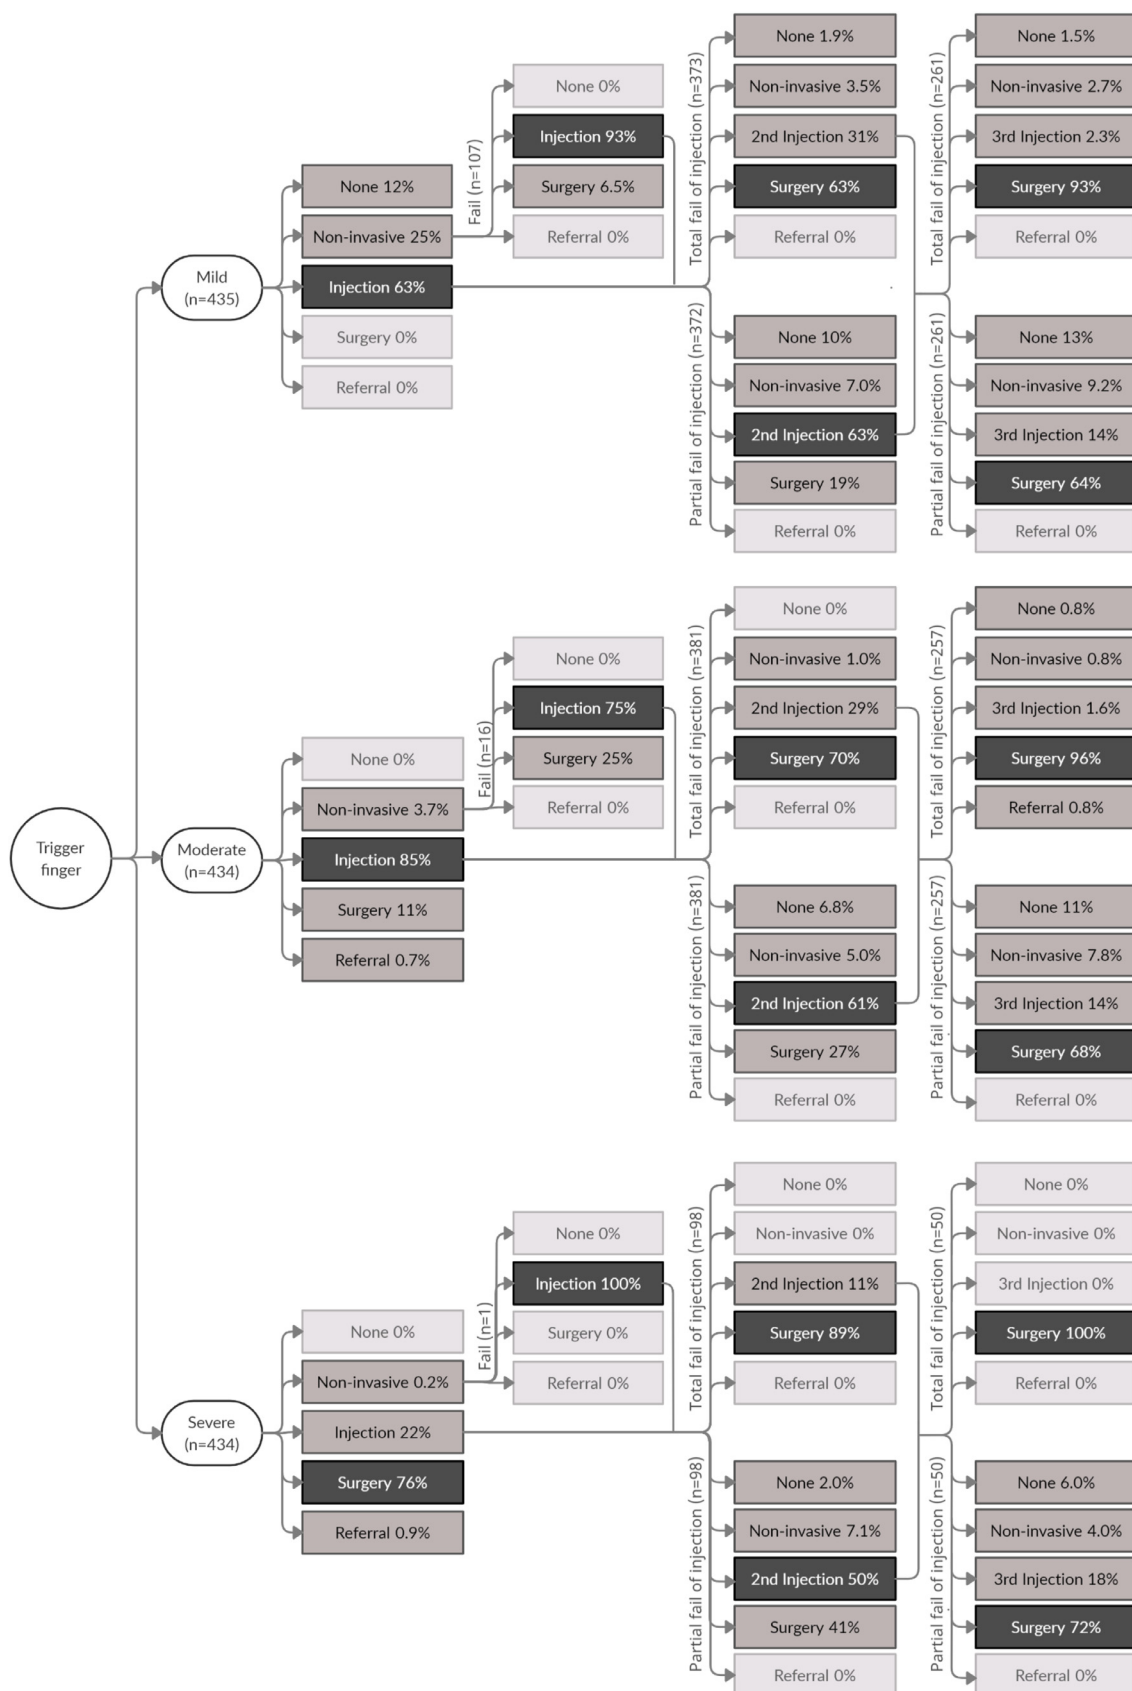 Trigger
finger
Mild
(n=435)
None 12%
Non-invasive 25%
Injection 63%
Surgery 0%
Referral 0%
Fail (n=107)
None 0%
Injection 93%
Surgery 6.5%
Referral 0%
Total fail of injection (n=373)
None 1.9%
Non-invasive 3.5%
2nd Injection 31%
Surgery 63%
Referral 0%
Partial fail of injection (n=372)
None 10%
Non-invasive 7.0%
2nd Injection 63%
Surgery 19%
Referral 0%
Total fail of injection (n=261)
None 1.5%
Non-invasive 2.7%
3rd Injection 2.3%
Surgery 93%
Referral 0%
Partial fail of injection (n=261)
None 13%
Non-invasive 9.2%
3rd Injection 14%
Surgery 64%
Referral 0%
Moderate
(n=434)
None 0%
Non-invasive 3.7%
Injection 85%
Surgery 11%
Referral 0.7%
Fail (n=16)
None 0%
Injection 75%
Surgery 25%
Referral 0%
Total fail of injection (n=381)
None 0%
Non-invasive 1.0%
2nd Injection 29%
Surgery 70%
Referral 0%
Partial fail of injection (n=381)
None 6.8%
Non-invasive 5.0%
2nd Injection 61%
Surgery 27%
Referral 0%
Total fail of injection (n=257)
None 0.8%
Non-invasive 0.8%
3rd Injection 1.6%
Surgery 96%
Referral 0.8%
Partial fail of injection (n=257)
None 11%
Non-invasive 7.8%
3rd Injection 14%
Surgery 68%
Referral 0%
Severe
(n=434)
None 0%
Non-invasive 0.2%
Injection 22%
Surgery 76%
Referral 0.9%
Fail (n=1)
None 0%
Injection 100%
Surgery 0%
Referral 0%
Total fail of injection (n=98)
None 0%
Non-invasive 0%
2nd Injection 11%
Surgery 89%
Referral 0%
Partial fail of injection (n=98)
None 2.0%
Non-invasive 7.1%
2nd Injection 50%
Surgery 41%
Referral 0%
Total fail of injection (n=50)
None 0%
Non-invasive 0%
3rd Injection 0%
Surgery 100%
Referral 0%
Partial fail of injection (n=50)
None 6.0%
Non-invasive 4.0%
3rd Injection 18%
Surgery 72%
Referral 0%